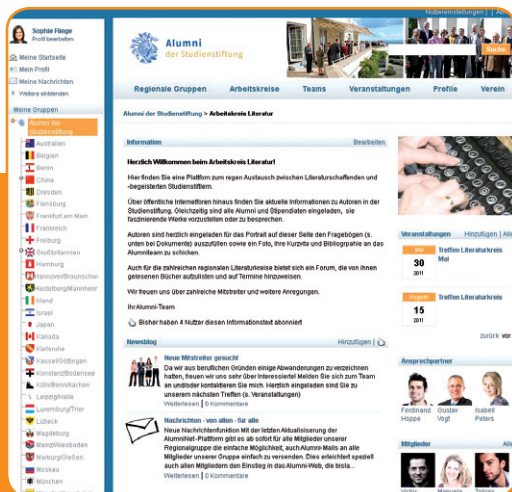 Nutzereinstellungen |
Sophie Fliege
Profil bearbeiten
Meine Startseite
Mein Profil
Meine Nachrichten
Weitere einblenden
Meine Gruppen
Alumni der
Studienstiftung
Australien
Belgien
Berlin
China
Dresden
Flensburg
Frankfurt am Main
Frankreich
Freiburg
Großbritannien
Hamburg
Hannover/Braunschwei
Heidelberg/Mannheim
Irland
Israel
Japan
Kanada
Karlsruhe
Kassel/Göttingen
Konstanz/Bodensee
Köln/Bonn/Aachen
Leipzig/Halle
Luxemburg/Trier
Lübeck
Magdeburg
Mainz/Wiesbaden
Marburg/Gießen
Moskau
München
Alumni
der Studienstiftung
Suche
Regionale Gruppen Arbeitskreise Teams Veranstaltungen Profile Verein
Alumni der Studienstiftung > Arbeitskreis Literatur
Information Bearbeiten
Herzlich Willkommen beim Arbeitskreis Literatur!
Hier finden Sie eine Plattform zum regen Austausch zwischen Literaturschaffenden und
-begeisterten Studienstiftlern.
Über öffentliche Internetforen hinaus finden Sie aktuelle Informationen zu Autoren in der
Studienstiftung. Gleichzeitig sind alle Alumni und Stipendiaten eingeladen, sie
faszinierende Werke vorzustellen oder zu besprechen.
Autoren sind herzlich eingeladen für das Portrait auf dieser Seite den Fragebögen (s.
unten bei Dokumente) auszufüllen sowie ein Foto, ihre Kurzvita und Bibliographie an das
Alumniteam zu schicken.
Auch für die zahlreichen regionalen Literaturkreise bietet sich ein Forum, die von ihnen
gelesenen Bücher aufzulisten und auf Termine hinzuweisen.
Wir freuen uns über zahlreiche Mitstreiter und weitere Anregungen.
Ihr Alumni-Team
Bisher haben 4 Nutzer diesen Informationstext abonniert
Newsblog Hinzufügen |
Neue Mitstreiter gesucht
Da wir aus beruflichen Gründen einige Abwanderungen zu verzeichnen
hatten, freuen wir uns sehr über Interessierte! Melden Sie sich zum Team
an und/oder kontaktieren Sie mich. Herzlich eingeladen sind Sie zu
unserem nächsten Treffen (s. Veranstaltungen)
Weiterlesen | 0 Kommentare
Nachrichten - von allen - für alle
Neue Nachrichtenfunktion Mit der letzten Aktualisierung der
AlumniNet-Plattform gibt es ab sofort für alle Mitglieder unserer
Regionalgruppe die einfache Möglichkeit, auch Alumni-Mails an alle
Mitglieder unserer Gruppe einfach zu versenden. Dies erleichtert speziell
auch allen Mitgliedern den Einstieg in das Alumni-Web, die bisla...
Weiterlesen | 0 Kommentare
Veranstaltungen Hinzufügen | Alle
Mai
30
2011
Treffen Literaturkreis
Mai
August
15
2011
Treffen Literaturkreis
zurück vor
Ansprechpartner
Ferdinand
Hoppe
Gustav
Vogt
Isabell
Peters
Mitglieder
Victor
Manuela
Tobias